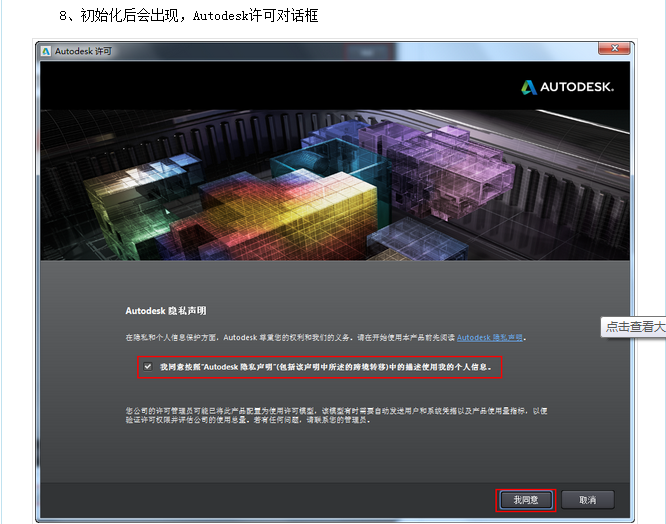 8、初始化后会出现，Autodesk许可对话框
Autodesk 许可
AUTODESK.
Autodesk 隐私声明
在隐私和个人信息保护方面，Autodesk 尊重您的权利和我们的义务。请在开始使用本产品前先阅读 Autodesk 隐私声明。
点击查看大
我同意按照"Autodesk 隐私声明"(包括该声明中所述的跨境转移)中的描述使用我的个人信息。
您公司的许可管理员可能已将此产品配置为使用许可模型，该模型有时需要自动发送用户和系统凭据以及产品使用量指标，以便
验证许可权限并评估公司的使用总量。若有任何问题，请联系您的管理员。
我同意
取消